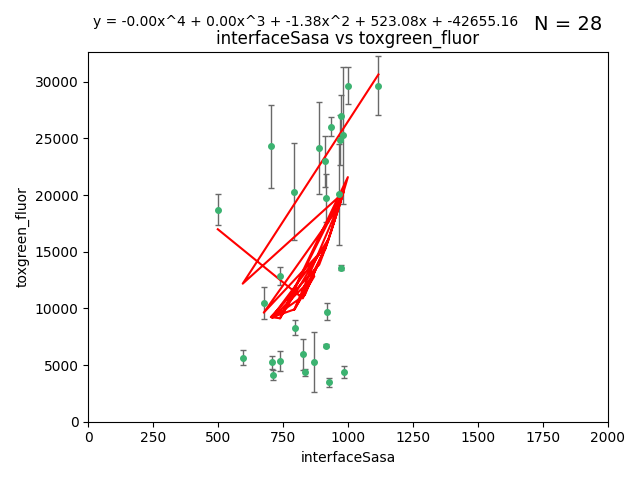 y = -0.00x^4 + 0.00x^3 + -1.38x^2 + 523.08x + -42655.16
N = 28
interfaceSasa vs toxgreen_fluor
30000
25000
20000
15000
10000
5000
0
toxgreen_fluor
0 250 500 750 1000 1250 1500 1750 2000
interfaceSasa